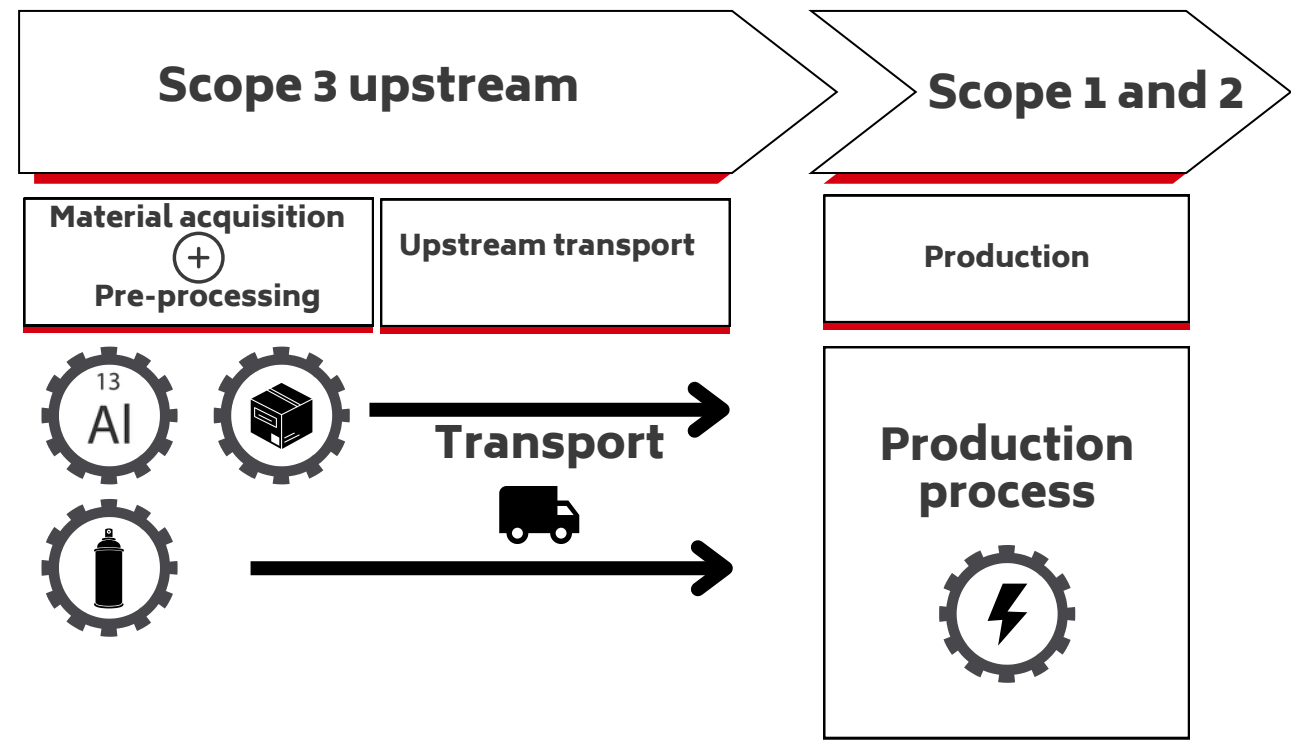 Scope 3 upstream
Scope 1 and 2
Material acquisition
+
Pre-processing
Upstream transport
Production
13
Al
Transport
Production
process